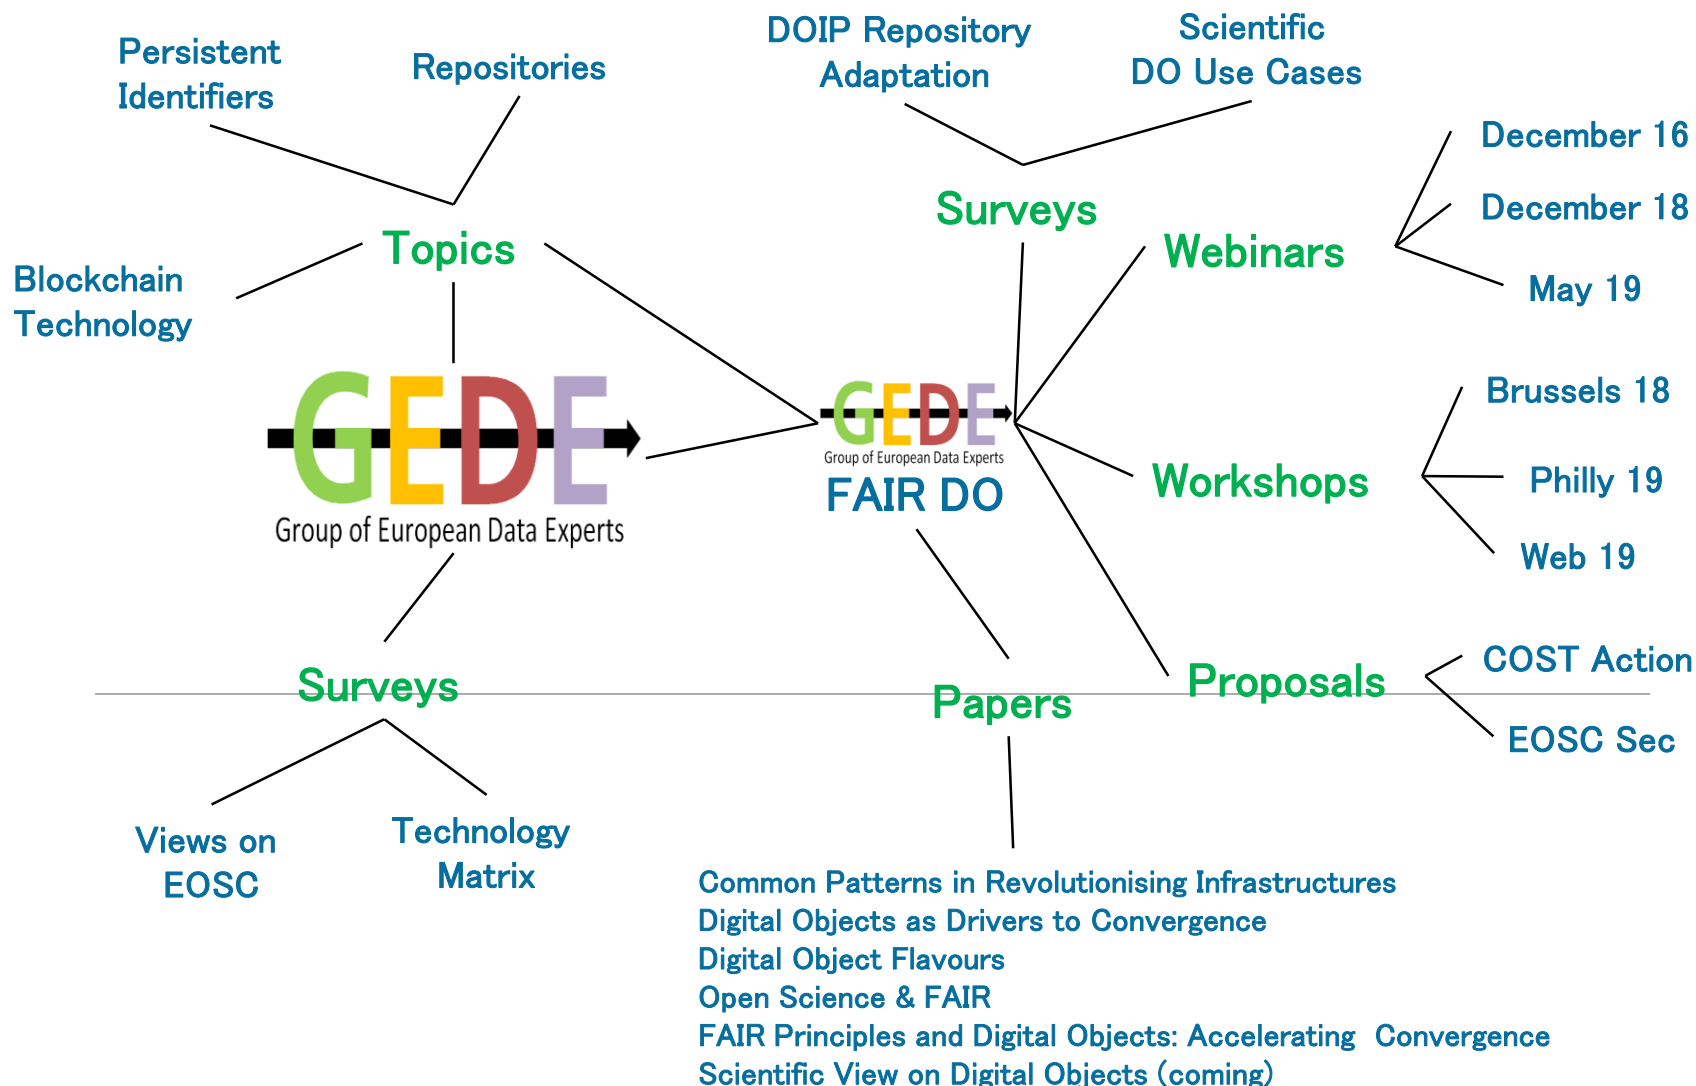 Persistent
Identifiers
Repositories
DOIP Repository
Adaptation
Scientific
DO Use Cases
Topics
Blockchain
Technology
Surveys
Webinars
December 16
December 18
May 19
GEDE
Group of European Data Experts
GEDE
Group of European Data Experts
FAIR DO
Workshops
Brussels 18
Philly 19
Web 19
Surveys
Papers
Proposals
COST Action
EOSC Sec
Views on
EOSC
Technology
Matrix
Common Patterns in Revolutionising Infrastructures
Digital Objects as Drivers to Convergence
Digital Object Flavours
Open Science & FAIR
FAIR Principles and Digital Objects: Accelerating Convergence
Scientific View on Digital Objects (coming)